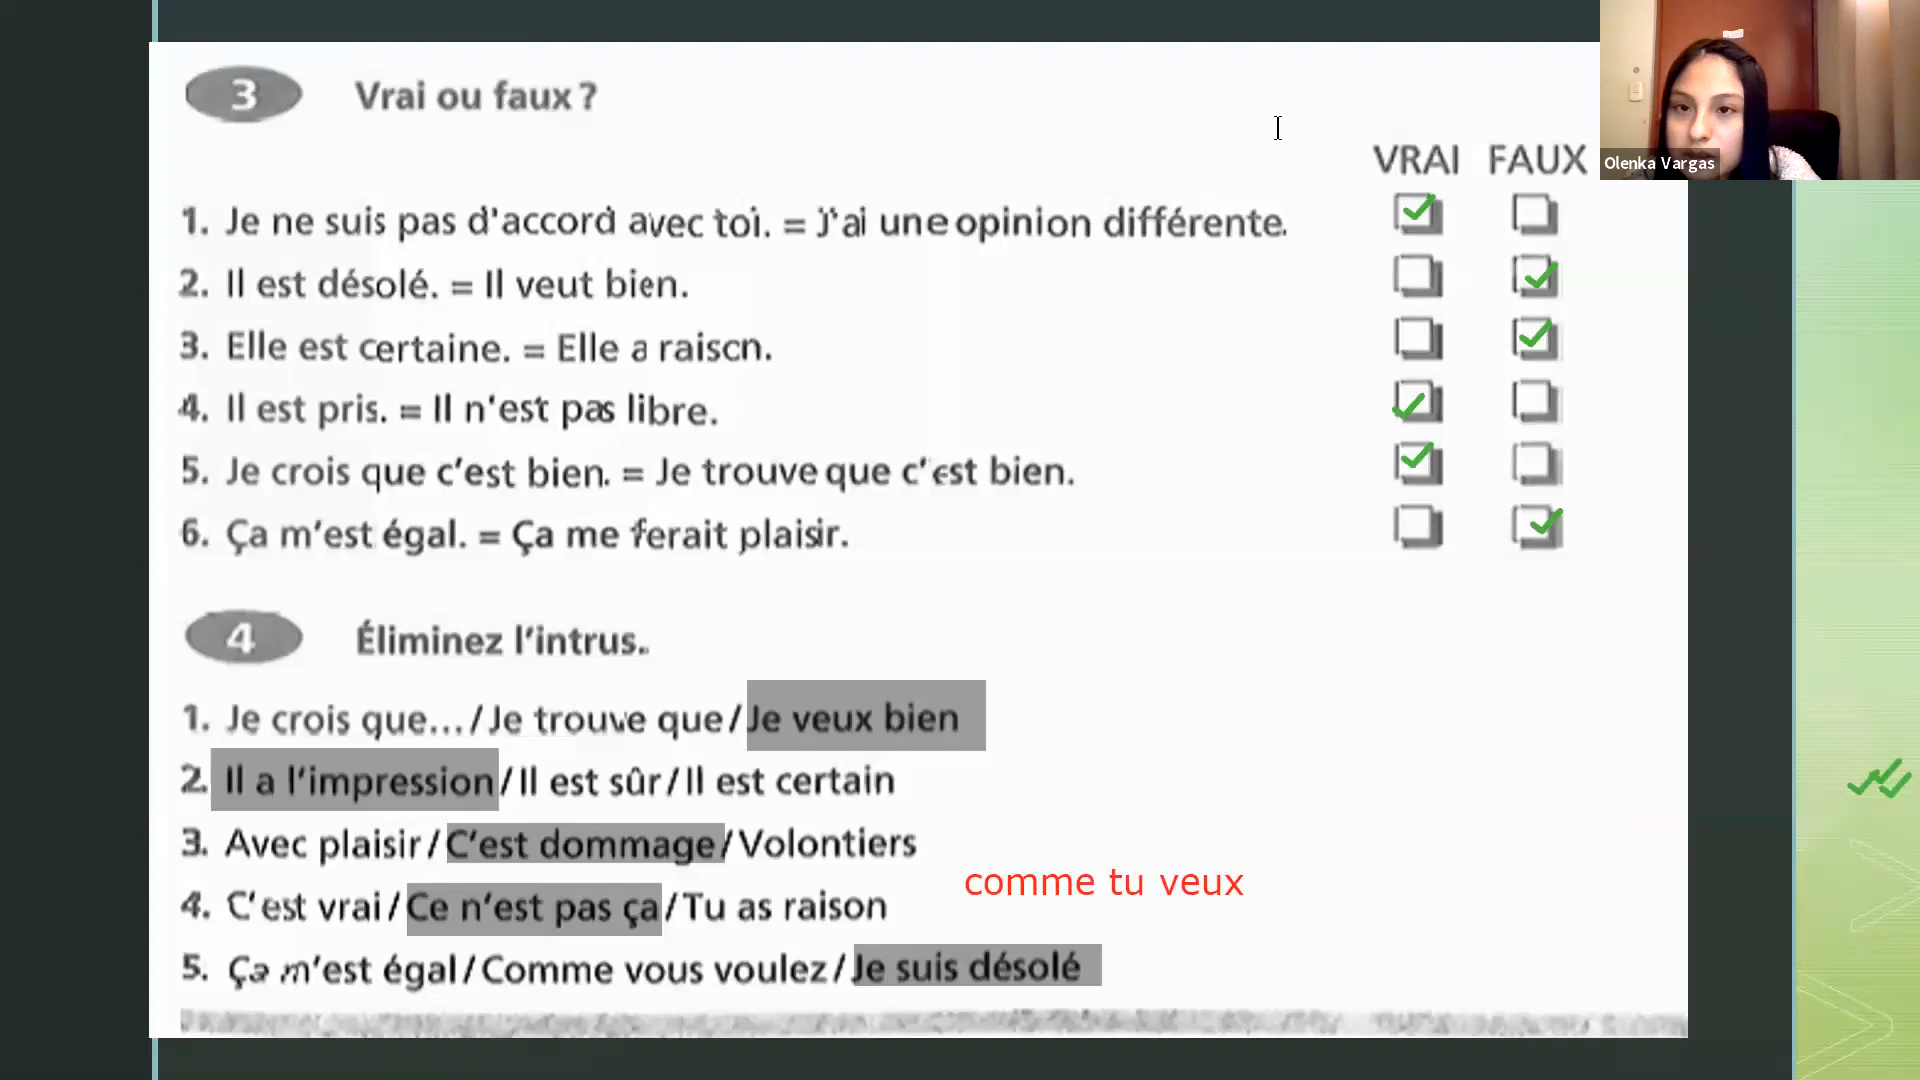 3 Vrai ou faux ?
VRAI FAUX
Olenka Vargas
1. Je ne suis pas d'accord avec toi. = J'ai une opinion différente.
2. Il est désolé. = Il veut bien.
3. Elle est certaine. = Elle a raison.
4. Il est pris. = Il n'est pas libre.
5. Je crois que c'est bien. = Je trouve que c'est bien.
6. Ça m'est égal. = Ça me ferait plaisir.
4 Éliminez l'intrus.
1. Je crois que... / Je trouve que / Je veux bien
2. Il a l'impression / Il est sûr / Il est certain
3. Avec plaisir / C'est dommage / Volontiers
comme tu veux
4. C'est vrai / Ce n'est pas ça / Tu as raison
5. Ça m'est égal / Comme vous voulez / Je suis désolé